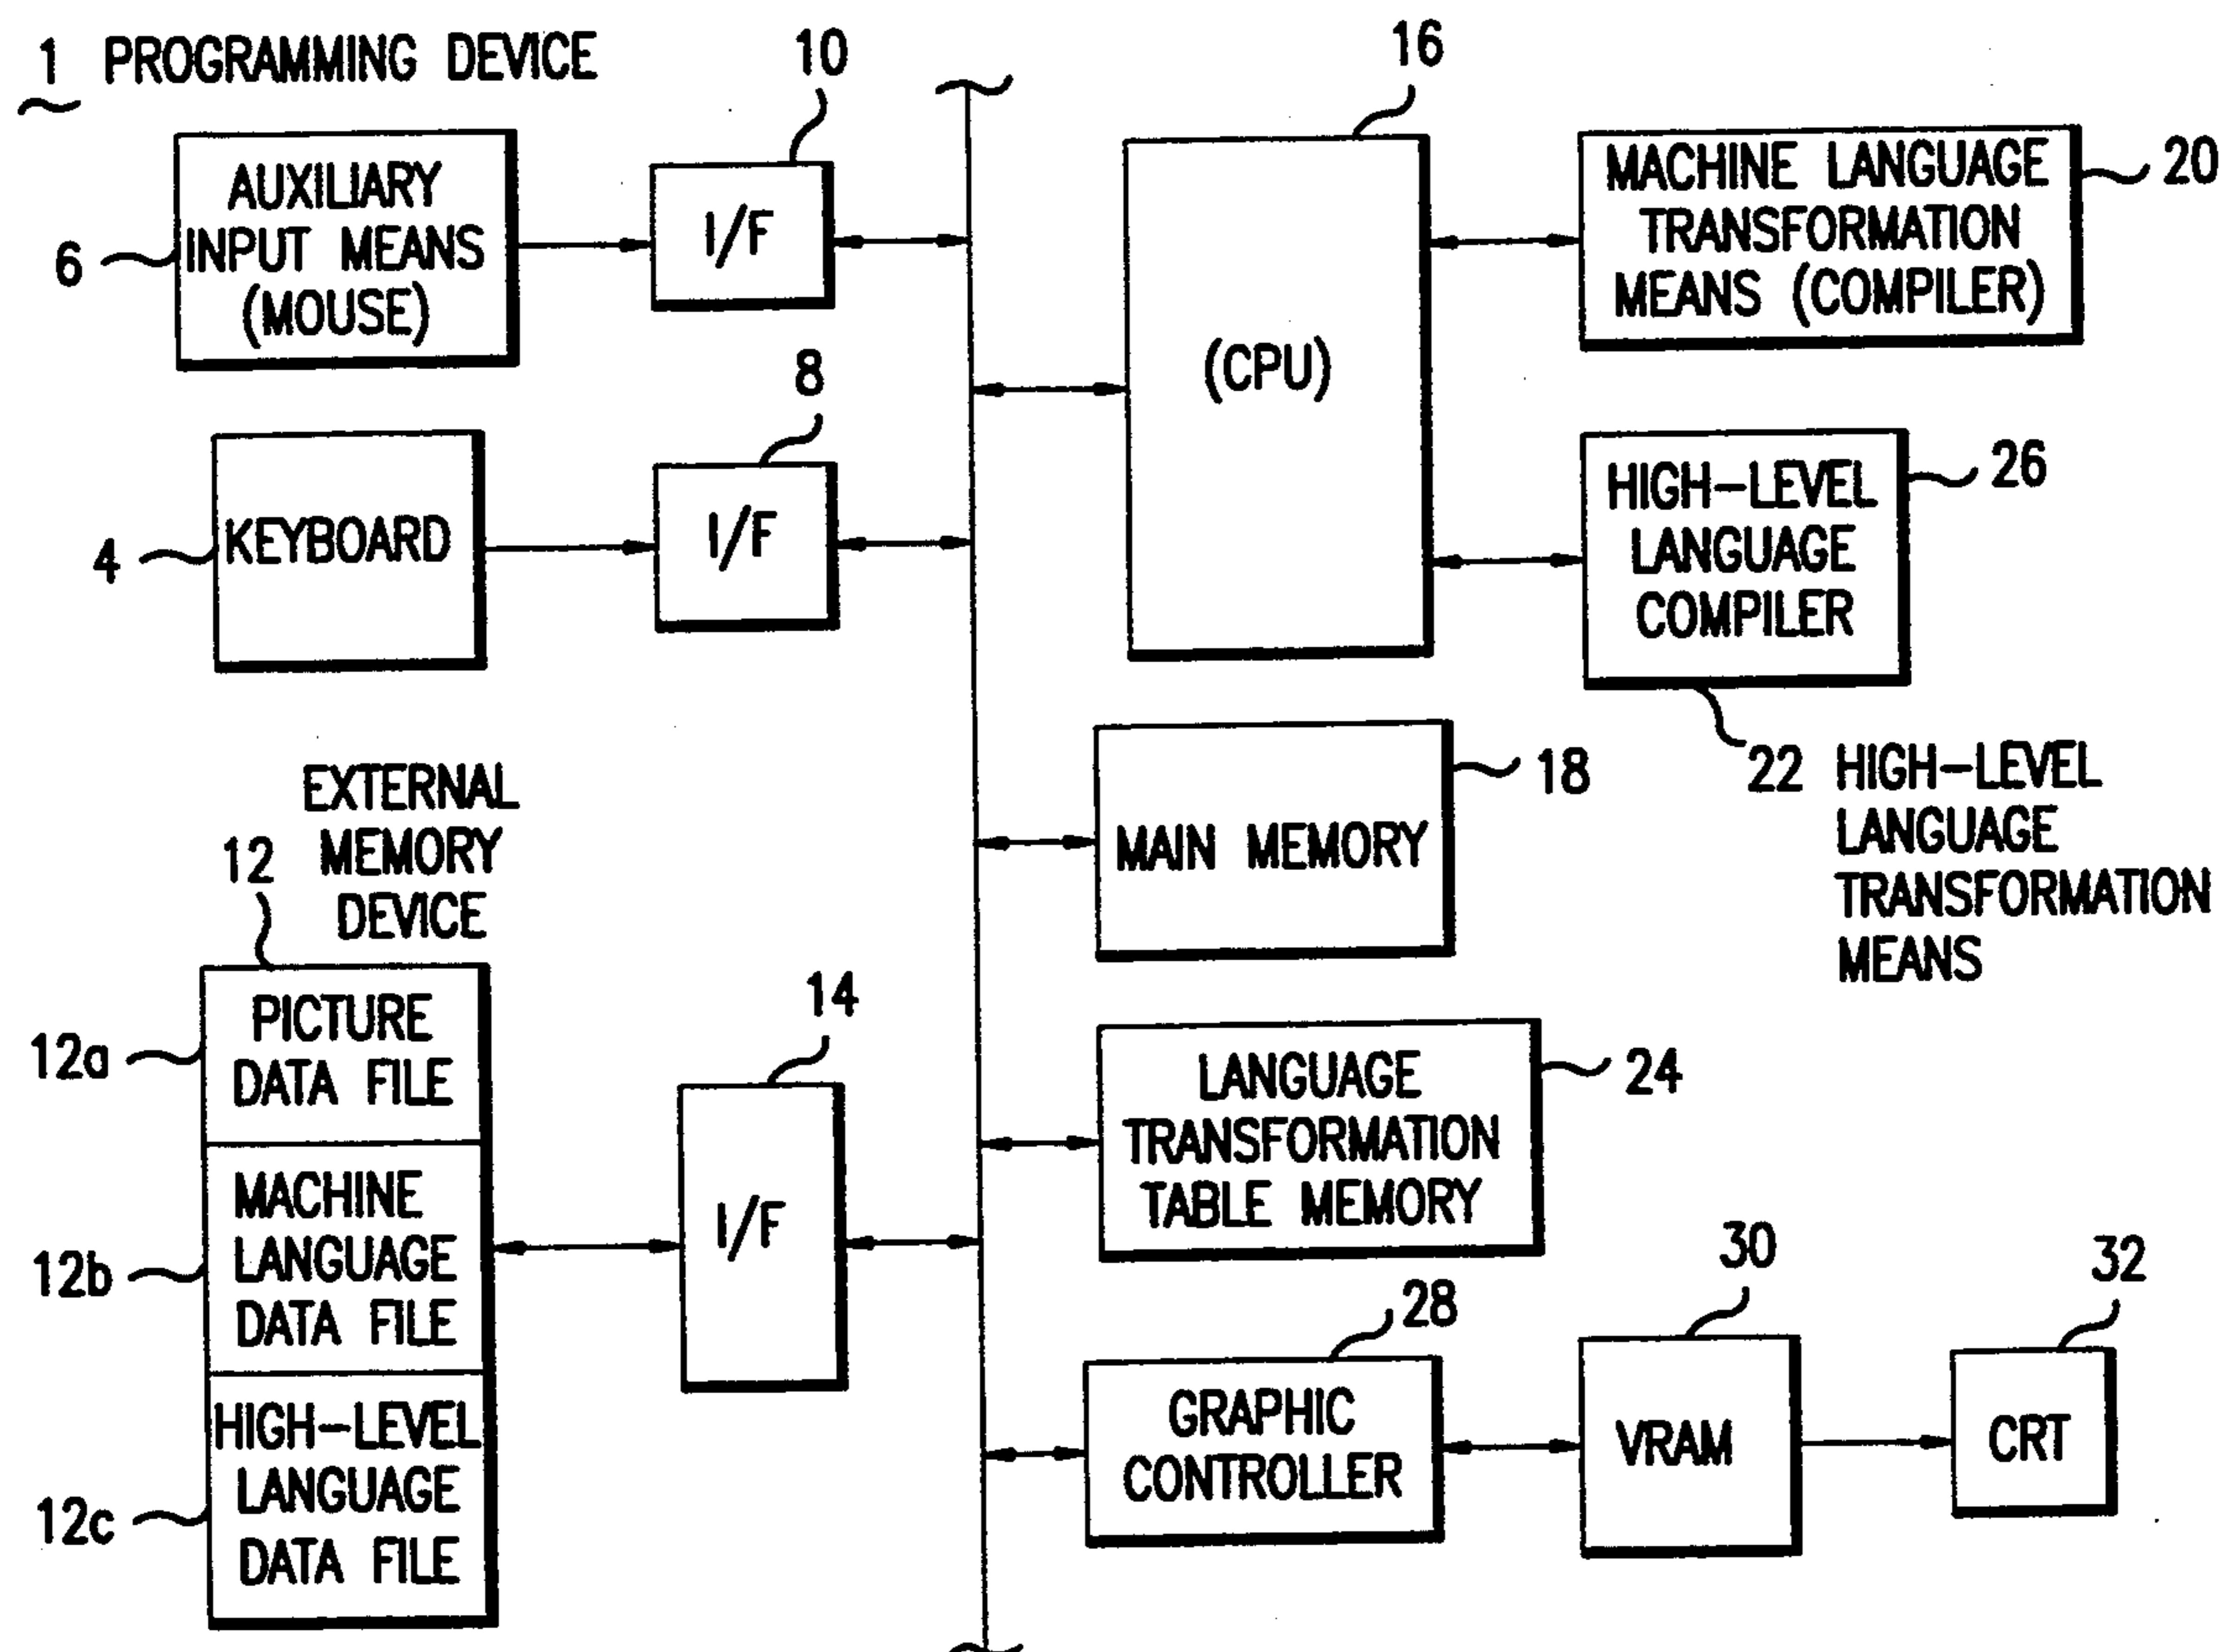 1 PROGRAMMING DEVICE
10
16
AUXILIARY
INPUT MEANS
(MOUSE)
6
I/F
(CPU)
MACHINE LANGUAGE
TRANSFORMATION
MEANS (COMPILER)
20
8
KEYBOARD
4
I/F
HIGH-LEVEL
LANGUAGE
COMPILER
26
22 HIGH-LEVEL
LANGUAGE
TRANSFORMATION
MEANS
MAIN MEMORY
18
EXTERNAL
MEMORY
DEVICE
12
PICTURE
DATA FILE
12a
MACHINE
LANGUAGE
DATA FILE
12b
HIGH-LEVEL
LANGUAGE
DATA FILE
12c
14
I/F
LANGUAGE
TRANSFORMATION
TABLE MEMORY
24
28
GRAPHIC
CONTROLLER
30
VRAM
32
CRT